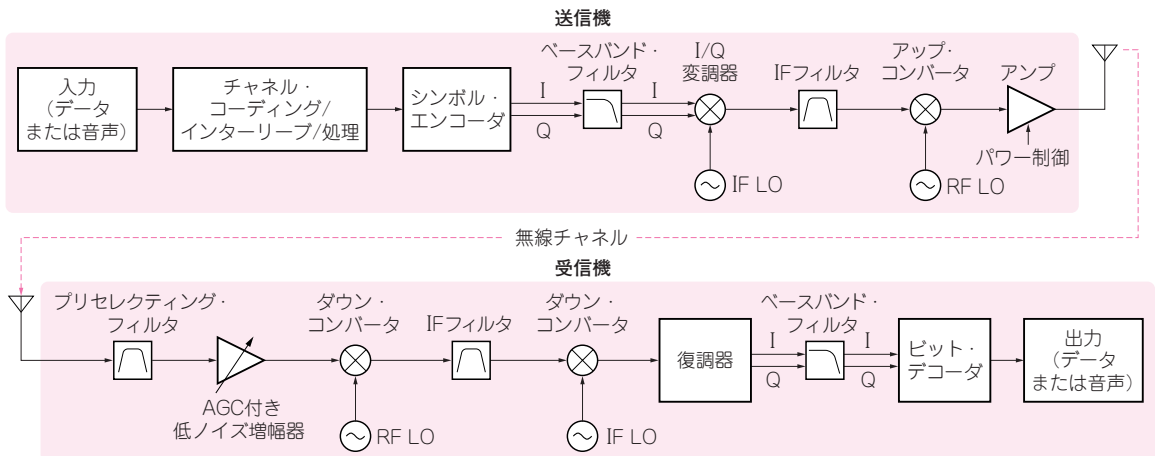 送信機
入力
(データ
または音声)
チャネル・
コーディング/
インターリーブ/処理
シンボル・
エンコーダ
I
Q
ベースバンド・
フィルタ
I
Q
I/Q
変調器
IF LO
IFフィルタ
アップ・
コンバータ
RF LO
アンプ
パワー制御
無線チャネル
受信機
プリセレクティング・
フィルタ
AGC付き
低ノイズ増幅器
ダウン・
コンバータ
RF LO
IFフィルタ
ダウン・
コンバータ
IF LO
復調器
I
Q
ベースバンド・
フィルタ
I
Q
ビット・
デコーダ
出力
(データ
または音声)